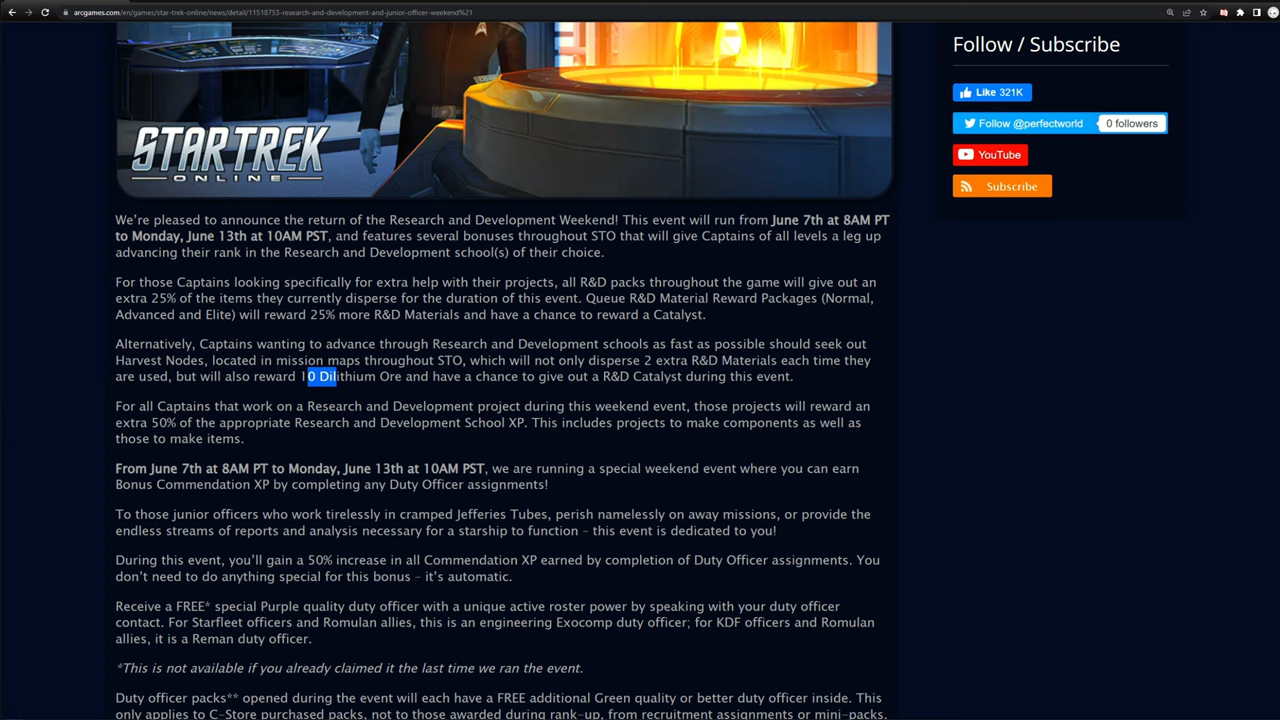 arcgames.com/en/games/star-trek-online/news/detail/11518753-research-and-development-and-junior-officer-weekend%21
STAR TREK
ONLINE
Follow / Subscribe
Like 321K
Follow @perfectworld 0 followers
YouTube
Subscribe
We're pleased to announce the return of the Research and Development Weekend! This event will run from June 7th at 8AM PT
to Monday, June 13th at 10AM PST, and features several bonuses throughout STO that will give Captains of all levels a leg up
advancing their rank in the Research and Development school(s) of their choice.
For those Captains looking specifically for extra help with their projects, all R&D packs throughout the game will give out an
extra 25% of the items they currently disperse for the duration of this event. Queue R&D Material Reward Packages (Normal,
Advanced and Elite) will reward 25% more R&D Materials and have a chance to reward a Catalyst.
Alternatively, Captains wanting to advance through Research and Development schools as fast as possible should seek out
Harvest Nodes, located in mission maps throughout STO, which will not only disperse 2 extra R&D Materials each time they
are used, but will also reward 10 Dilithium Ore and have a chance to give out a R&D Catalyst during this event.
For all Captains that work on a Research and Development project during this weekend event, those projects will reward an
extra 50% of the appropriate Research and Development School XP. This includes projects to make components as well as
those to make items.
From June 7th at 8AM PT to Monday, June 13th at 10AM PST, we are running a special weekend event where you can earn
Bonus Commendation XP by completing any Duty Officer assignments!
To those junior officers who work tirelessly in cramped Jefferies Tubes, perish namelessly on away missions, or provide the
endless streams of reports and analysis necessary for a starship to function – this event is dedicated to you!
During this event, you'll gain a 50% increase in all Commendation XP earned by completion of Duty Officer assignments. You
don't need to do anything special for this bonus – it's automatic.
Receive a FREE* special Purple quality duty officer with a unique active roster power by speaking with your duty officer
contact. For Starfleet officers and Romulan allies, this is an engineering Exocomp duty officer; for KDF officers and Romulan
allies, it is a Reman duty officer.
*This is not available if you already claimed it the last time we ran the event.
Duty officer packs** opened during the event will each have a FREE additional Green quality or better duty officer inside. This
only applies to C-Store purchased packs, not to those awarded during rank-up, from recruitment assignments or mini-packs.